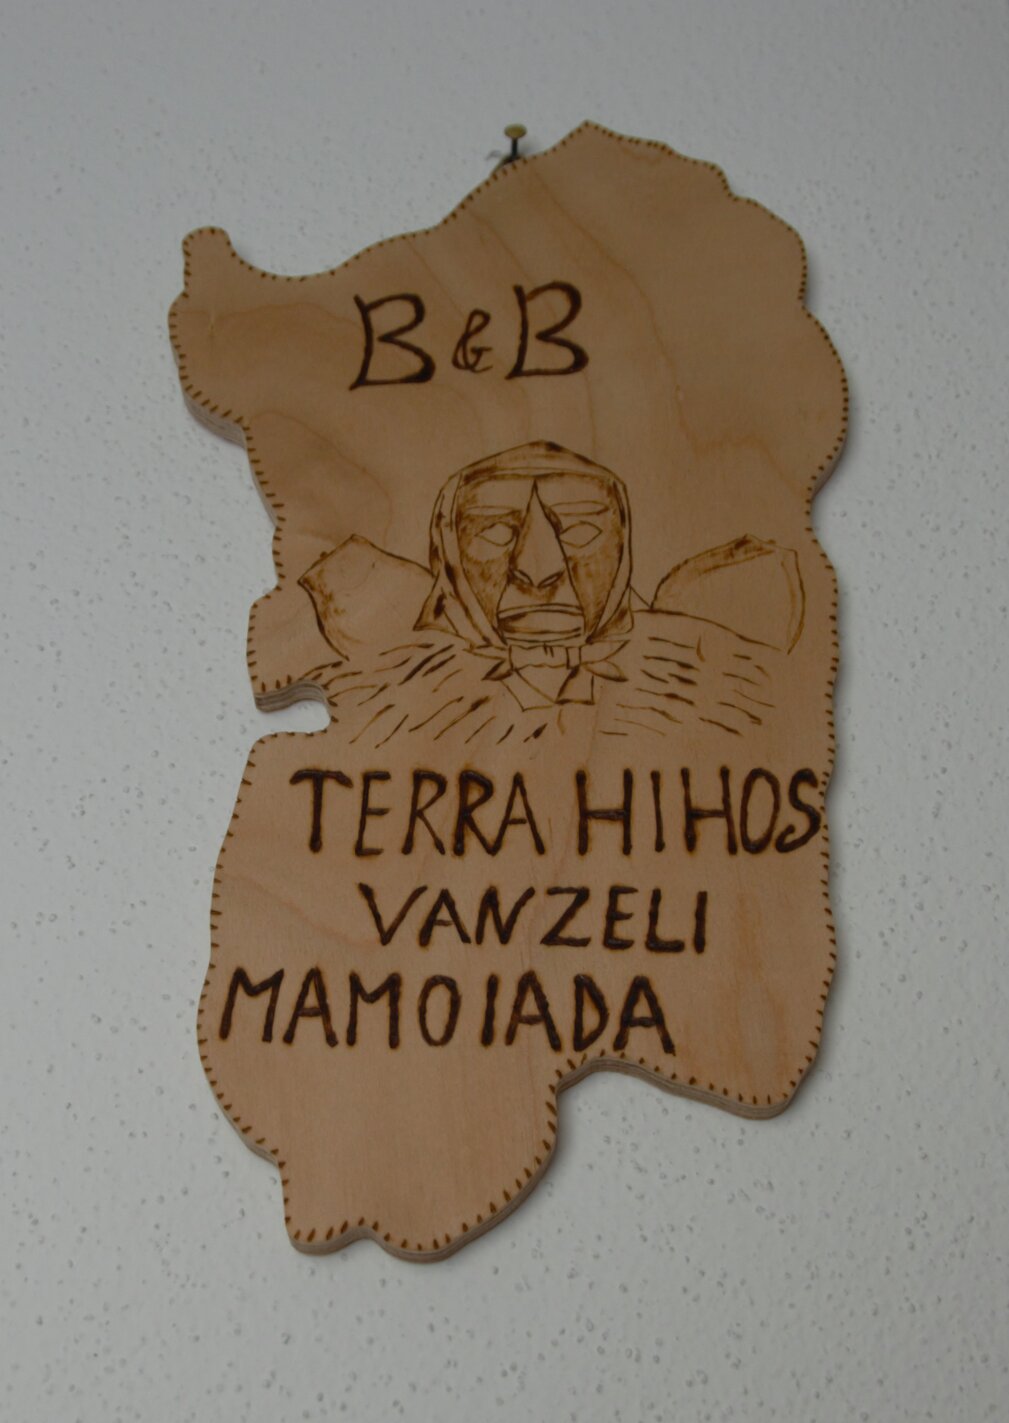 B & B
TERRA HIHOS
VANZELI
MAMOIADA